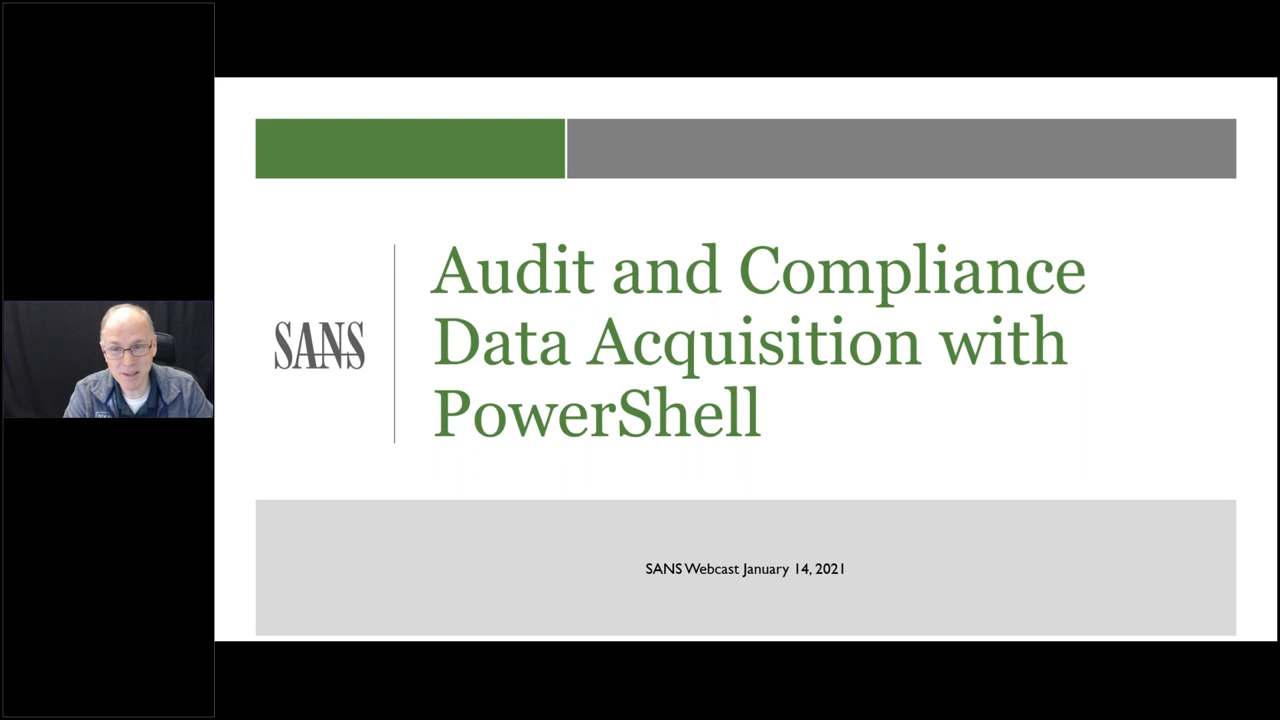 SANS
Audit and Compliance
Data Acquisition with
PowerShell
SANS Webcast January 14, 2021